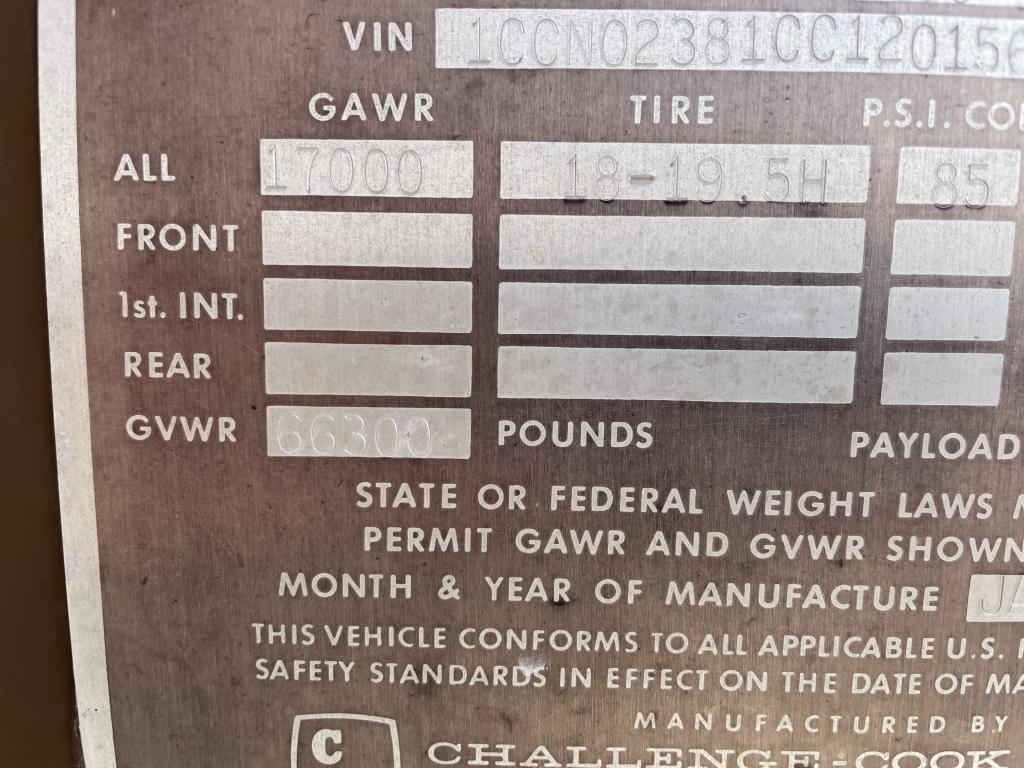 VIN 1CCN02381CC120156
GAWR TIRE P.S.I. CO
ALL 17000 18-19.5H 85
FRONT
1st. INT.
REAR
GVWR 66300 POUNDS PAYLOAD
STATE OR FEDERAL WEIGHT LAWS M
PERMIT GAWR AND GVWR SHOWN
MONTH & YEAR OF MANUFACTURE JA
THIS VEHICLE CONFORMS TO ALL APPLICABLE U.S.
SAFETY STANDARDS IN EFFECT ON THE DATE OF MA
MANUFACTURED BY
C CHALLENGE-COOK